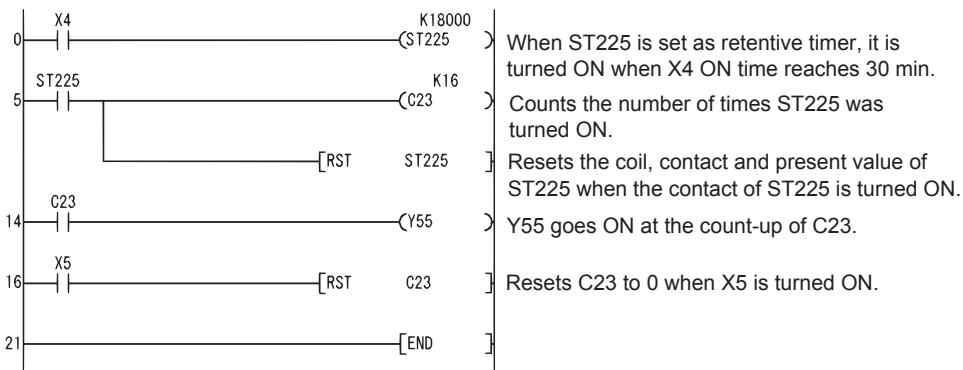 X4 K18000
0 (ST225 ) When ST225 is set as retentive timer, it is
turned ON when X4 ON time reaches 30 min.
ST225 K16
5 (C23 ) Counts the number of times ST225 was
turned ON.
[RST ST225 ] Resets the coil, contact and present value of
ST225 when the contact of ST225 is turned ON.
C23
14 (Y55 ) Y55 goes ON at the count-up of C23.
X5
16 [RST C23 ] Resets C23 to 0 when X5 is turned ON.
21 [END ]